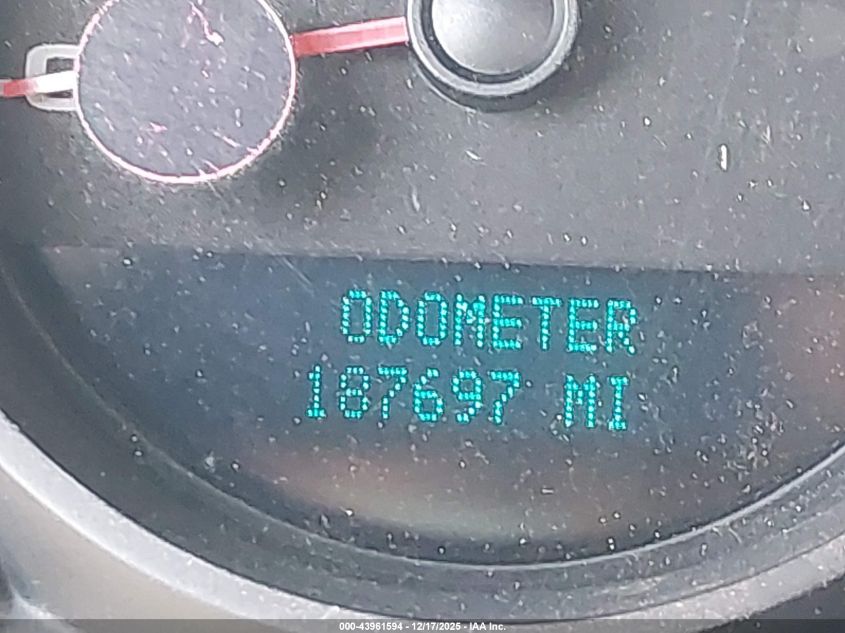 ODOMETER
187697 MI
000-43961594 - 12/17/2025 - IAA Inc.